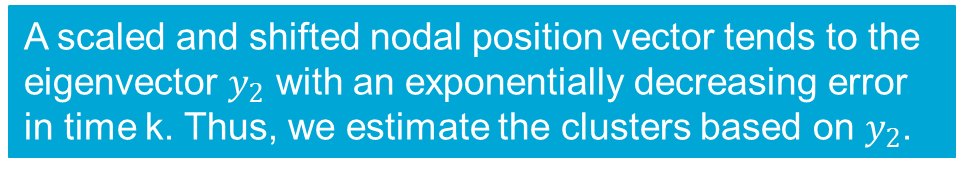 A scaled and shifted nodal position vector tends to the
eigenvector y₂ with an exponentially decreasing error
in time k. Thus, we estimate the clusters based on y₂.